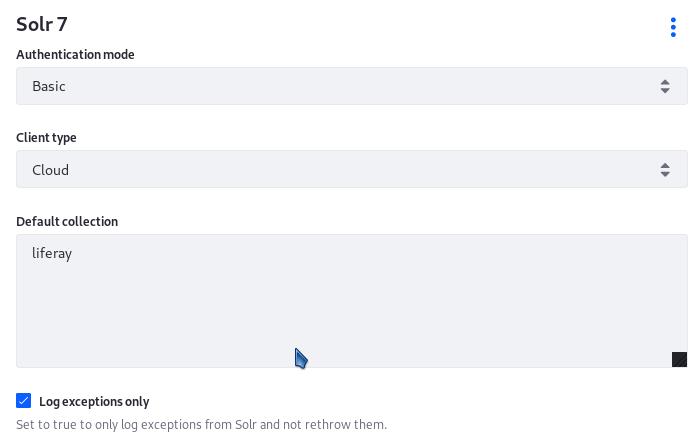 Solr 7
Authentication mode
Basic
Client type
Cloud
Default collection
liferay
Log exceptions only
Set to true to only log exceptions from Solr and not rethrow them.